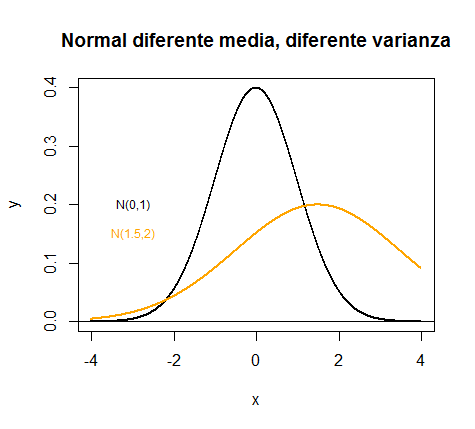 Normal diferente media, diferente varianza
0.4
0.3
y
0.2
N(0,1)
N(1.5,2)
0.1
0.0
-4 -2 0 2 4
x